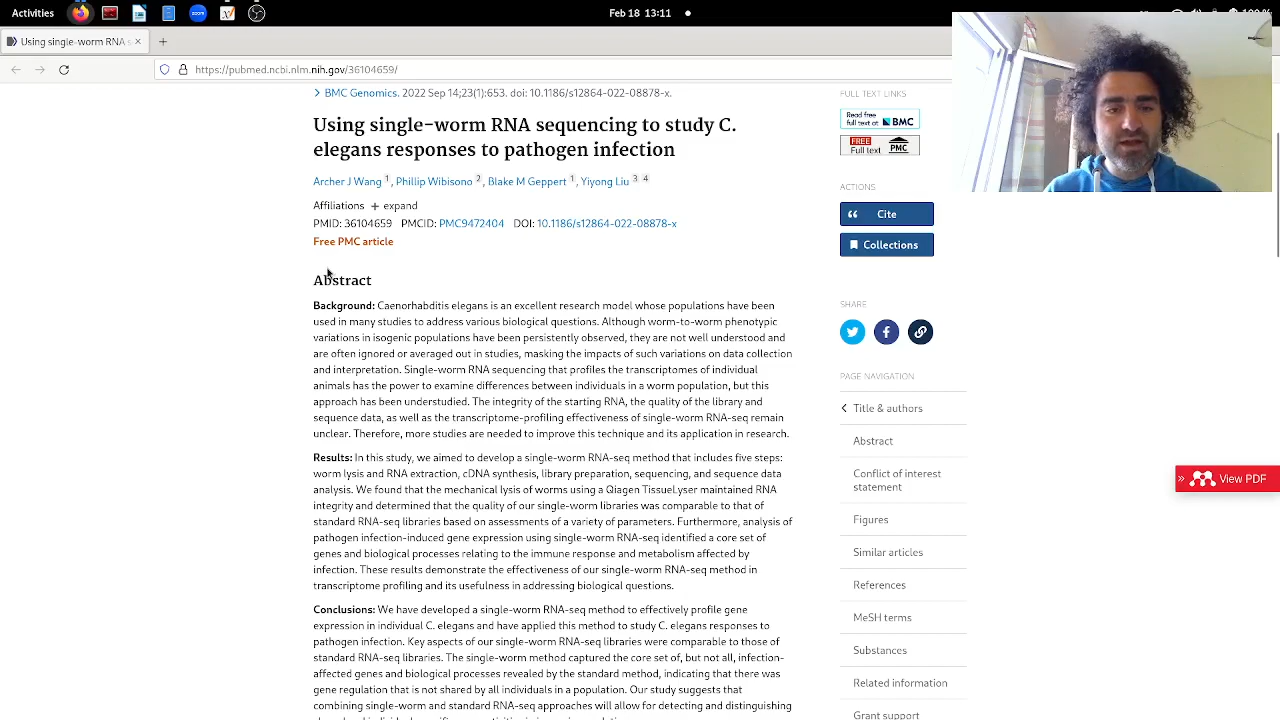 Activities
Feb 18 13:11
Using single-worm RNA s
https://pubmed.ncbi.nlm.nih.gov/36104659/
BMC Genomics. 2022 Sep 14;23(1):653. doi: 10.1186/s12864-022-08878-x.
Using single-worm RNA sequencing to study C.
elegans responses to pathogen infection
Archer J Wang 1, Phillip Wibisono 2, Blake M Geppert 1, Yiyong Liu 3 4
Affiliations + expand
PMID: 36104659 PMCID: PMC9472404 DOI: 10.1186/s12864-022-08878-x
Free PMC article
Abstract
Background: Caenorhabditis elegans is an excellent research model whose populations have been
used in many studies to address various biological questions. Although worm-to-worm phenotypic
variations in isogenic populations have been persistently observed, they are not well understood and
are often ignored or averaged out in studies, masking the impacts of such variations on data collection
and interpretation. Single-worm RNA sequencing that profiles the transcriptomes of individual
animals has the power to examine differences between individuals in a worm population, but this
approach has been understudied. The integrity of the starting RNA, the quality of the library and
sequence data, as well as the transcriptome-profiling effectiveness of single-worm RNA-seq remain
unclear. Therefore, more studies are needed to improve this technique and its application in research.
Results: In this study, we aimed to develop a single-worm RNA-seq method that includes five steps:
worm lysis and RNA extraction, cDNA synthesis, library preparation, sequencing, and sequence data
analysis. We found that the mechanical lysis of worms using a Qiagen TissueLyser maintained RNA
integrity and determined that the quality of our single-worm libraries was comparable to that of
standard RNA-seq libraries based on assessments of a variety of parameters. Furthermore, analysis of
pathogen infection-induced gene expression using single-worm RNA-seq identified a core set of
genes and biological processes relating to the immune response and metabolism affected by
infection. These results demonstrate the effectiveness of our single-worm RNA-seq method in
transcriptome profiling and its usefulness in addressing biological questions.
Conclusions: We have developed a single-worm RNA-seq method to effectively profile gene
expression in individual C. elegans and have applied this method to study C. elegans responses to
pathogen infection. Key aspects of our single-worm RNA-seq libraries were comparable to those of
standard RNA-seq libraries. The single-worm method captured the core set of, but not all, infection-
affected genes and biological processes revealed by the standard method, indicating that there was
gene regulation that is not shared by all individuals in a population. Our study suggests that
combining single-worm and standard RNA-seq approaches will allow for detecting and distinguishing
FULL TEXT LINKS
Read free
full text at BMC
FREE
Full text PMC
ACTIONS
Cite
Collections
SHARE
PAGE NAVIGATION
Title & authors
Abstract
Conflict of interest
statement
Figures
Similar articles
References
MeSH terms
Substances
Related information
Grant support
View PDF
zoom